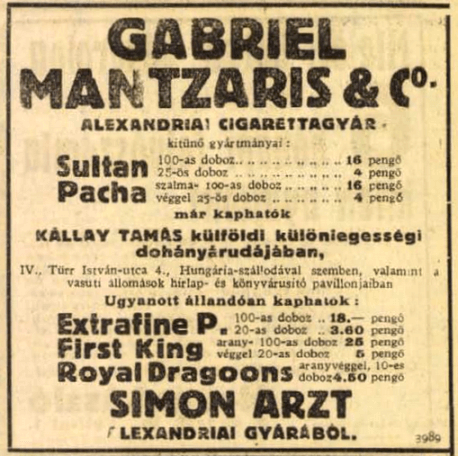 GABRIEL
MANTZARIS & Co.
ALEXANDRIAI CIGARETTAGYÁR
kitünő gyártmányai :
Sultan 100-as doboz.. .. .. .. .. .. .. .. 16 pengő
25-ös doboz .. .. .. .. .. .. .. 4 pengő
Pacha szalma- 100-as doboz .. .. .. .. 16 pengő
véggel 25-ös doboz .. .. .. .. 4 pengő
már kaphatók
KÁLLAY TAMÁS külföldi különiegességi
dohányárudájában,
IV., Türr István-utca 4., Hungária-szállodával szemben, valamint a
vasuti állomások hirlap- és könyvárusitó pavillonjaiban
Ugyanott állandóan kaphatók :
Extrafine P. 100-as doboz .. 18.— pengő
20-as doboz .. 3.60 pengő
First King arany- 100-as doboz 25 pengő
véggel 20-as doboz 5 pengő
Royal Dragoons aranyvéggel, 10-es
doboz 4.50 pengő
SIMON ARZT
LEXANDRIAI GYÁRÁBÓL.
3989